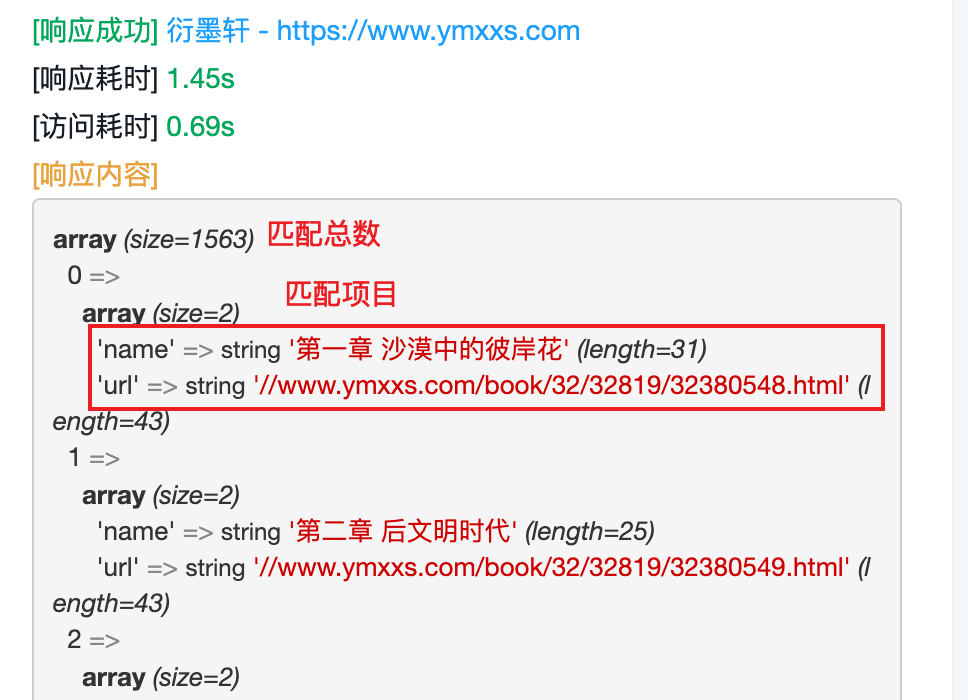 [响应成功] 衍墨轩 - https://www.ymxxs.com
[响应耗时] 1.45s
[访问耗时] 0.69s
[响应内容]
array (size=1563) 匹配总数
0 =>
匹配项目
array (size=2)
'name' => string '第一章 沙漠中的彼岸花' (length=31)
'url' => string '//www.ymxxs.com/book/32/32819/32380548.html' (l
ength=43)
1 =>
array (size=2)
'name' => string '第二章 后文明时代' (length=25)
'url' => string '//www.ymxxs.com/book/32/32819/32380549.html' (l
ength=43)
2 =>
array (size=2)